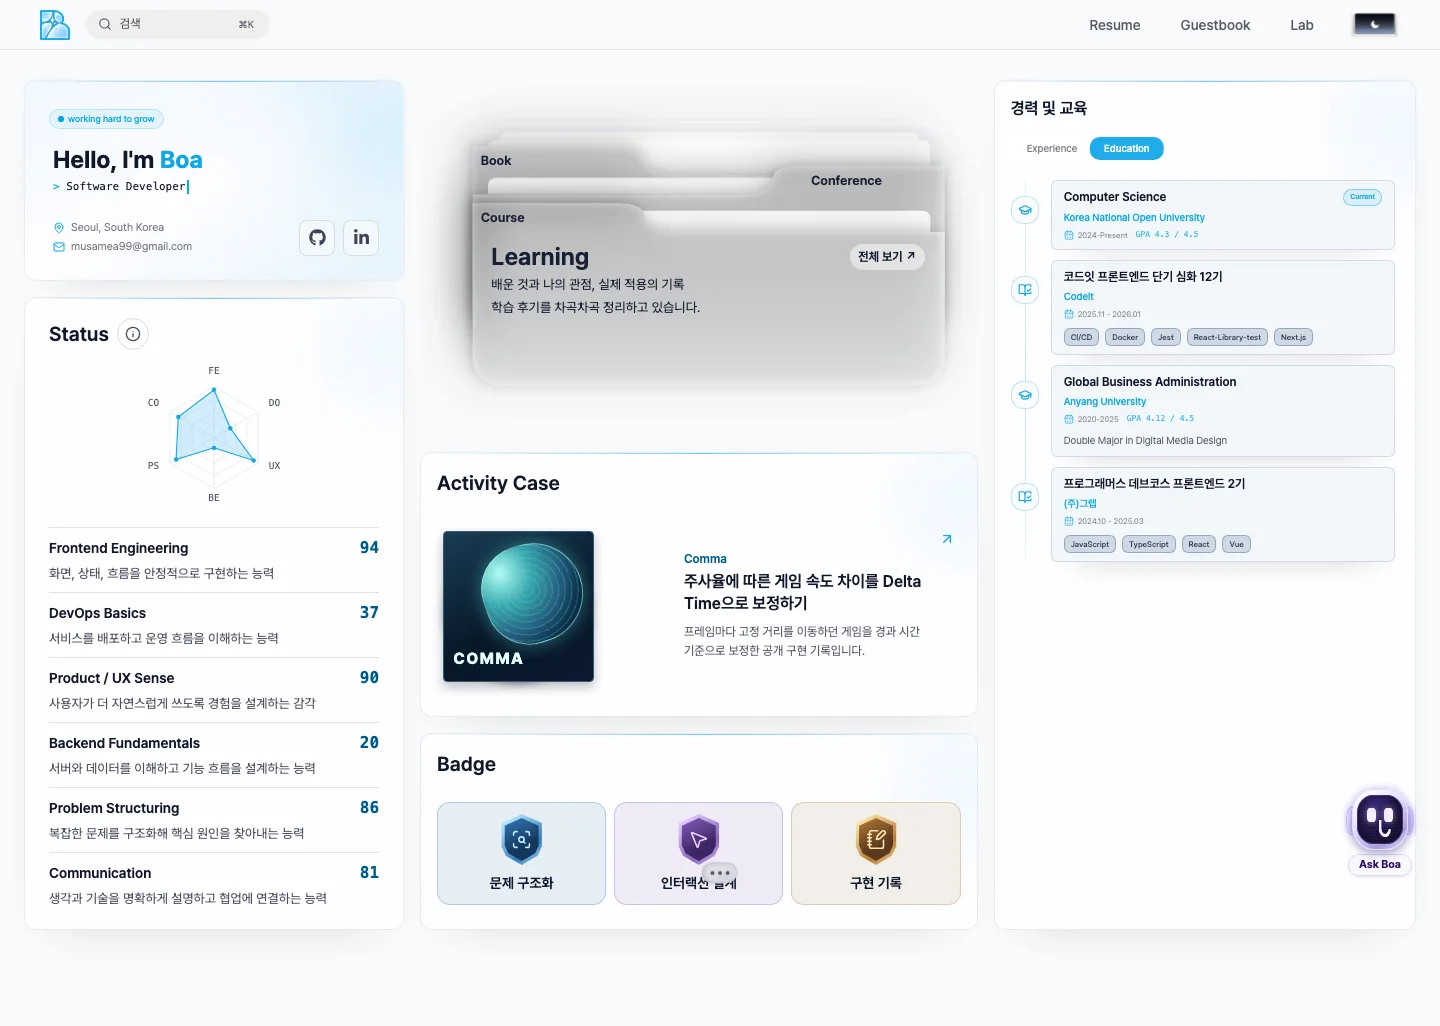 검색 ⌘K
Resume
Guestbook
Lab
working hard to grow
Hello, I'm Boa
> Software Developer
Seoul, South Korea
musamea99@gmail.com
Status
FE
CO
DO
PS
UX
BE
Frontend Engineering 94
화면, 상태, 흐름을 안정적으로 구현하는 능력
DevOps Basics 37
서비스를 배포하고 운영 흐름을 이해하는 능력
Product / UX Sense 90
사용자가 더 자연스럽게 쓰도록 경험을 설계하는 감각
Backend Fundamentals 20
서버와 데이터를 이해하고 기능 흐름을 설계하는 능력
Problem Structuring 86
복잡한 문제를 구조화해 핵심 원인을 찾아내는 능력
Communication 81
생각과 기술을 명확하게 설명하고 협업에 연결하는 능력
Book
Conference
Course
Learning
전체 보기
배운 것과 나의 관점, 실제 적용의 기록
학습 후기를 차곡차곡 정리하고 있습니다.
Activity Case
COMMA
Comma
주사율에 따른 게임 속도 차이를 Delta
Time으로 보정하기
프레임마다 고정 거리를 이동하던 게임을 경과 시간
기준으로 보정한 공개 구현 기록입니다.
Badge
문제 구조화
인터랙션
구현 기록
경력 및 교육
Experience
Education
Computer Science
Current
Korea National Open University
2024-Present GPA 4.3 / 4.5
코드잇 프론트엔드 단기 심화 12기
Codeit
2025.11 - 2026.01
CI/CD
Docker
Jest
React-Library-test
Next.js
Global Business Administration
Anyang University
2020-2025 GPA 4.12 / 4.5
Double Major in Digital Media Design
프로그래머스 데브코스 프론트엔드 2기
(주)그렙
2024.10 - 2025.03
JavaScript
TypeScript
React
Vue
Ask Boa